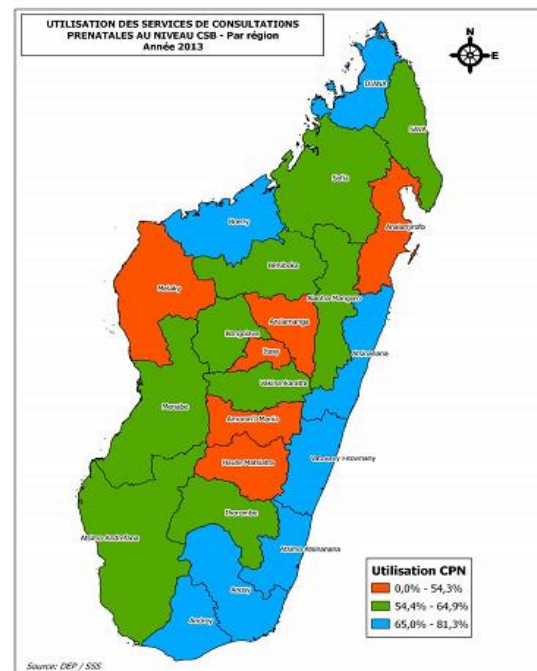 UTILISATION DES SERVICES DE CONSULTATIONS
PRENATALES AU NIVEAU CSB - Par région
Année 2013
N
E
DIANA
SAVA
Sofia
Analanjirofo
Boeny
Betsiboka
Melaky
Alaotra Mangoro
Analamanga
Bongolava
Itasy
Atsinanana
Vakinankaratra
Menabe
Amoron'i Mania
Vatovavy Fitovinany
Haute Matsiatra
Ihorombe
Atsimo Andrefana
Atsimo Atsinanana
Anosy
Androy
Utilisation CPN
0,0% - 54,3%
54,4% - 64,9%
65,0% - 81,3%
Source: DEP / SSS